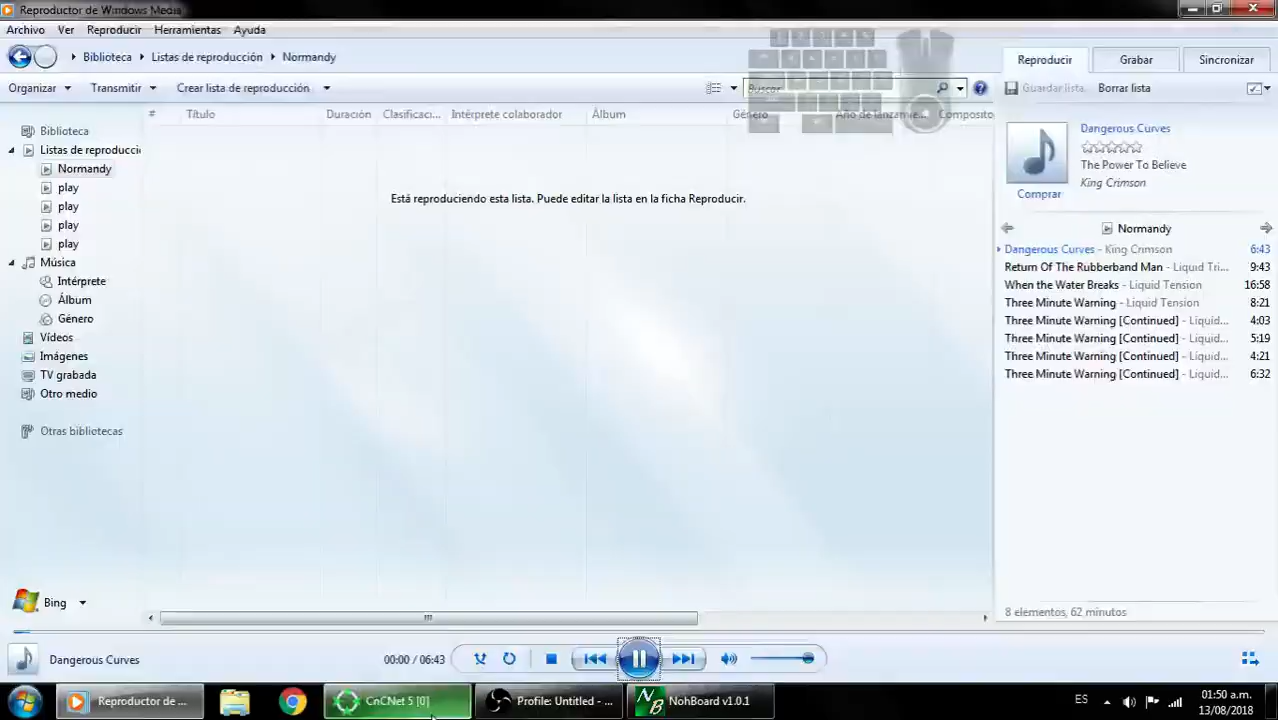 Reproductor de Windows Media
Archivo Ver Reproducir Herramientas Ayuda
Biblioteca Listas de reproducción Normandy
Organizar Transmitir Crear lista de reproducción
Buscar
Reproducir Grabar Sincronizar
Guardar lista Borrar lista
# Título Duración Clasificaci... Intérprete colaborador Álbum Género Año de lanzamie... Composito
Biblioteca
Listas de reproducci
Normandy
play
play
play
play
Música
Intérprete
Álbum
Género
Vídeos
Imágenes
TV grabada
Otro medio
Otras bibliotecas
Bing
Está reproduciendo esta lista. Puede editar la lista en la ficha Reproducir.
Dangerous Curves
The Power To Believe
King Crimson
Comprar
Normandy
Dangerous Curves - King Crimson 6:43
Return Of The Rubberband Man - Liquid Tri... 9:43
When the Water Breaks - Liquid Tension 16:58
Three Minute Warning - Liquid Tension 8:21
Three Minute Warning [Continued] - Liquid... 4:03
Three Minute Warning [Continued] - Liquid... 5:19
Three Minute Warning [Continued] - Liquid... 4:21
Three Minute Warning [Continued] - Liquid... 6:32
8 elementos, 62 minutos
Dangerous Curves 00:00 / 06:43
Reproductor de ... CnCNet 5 [0] Profile: Untitled - ... NohBoard v1.0.1 ES 01:50 a.m.
13/08/2018